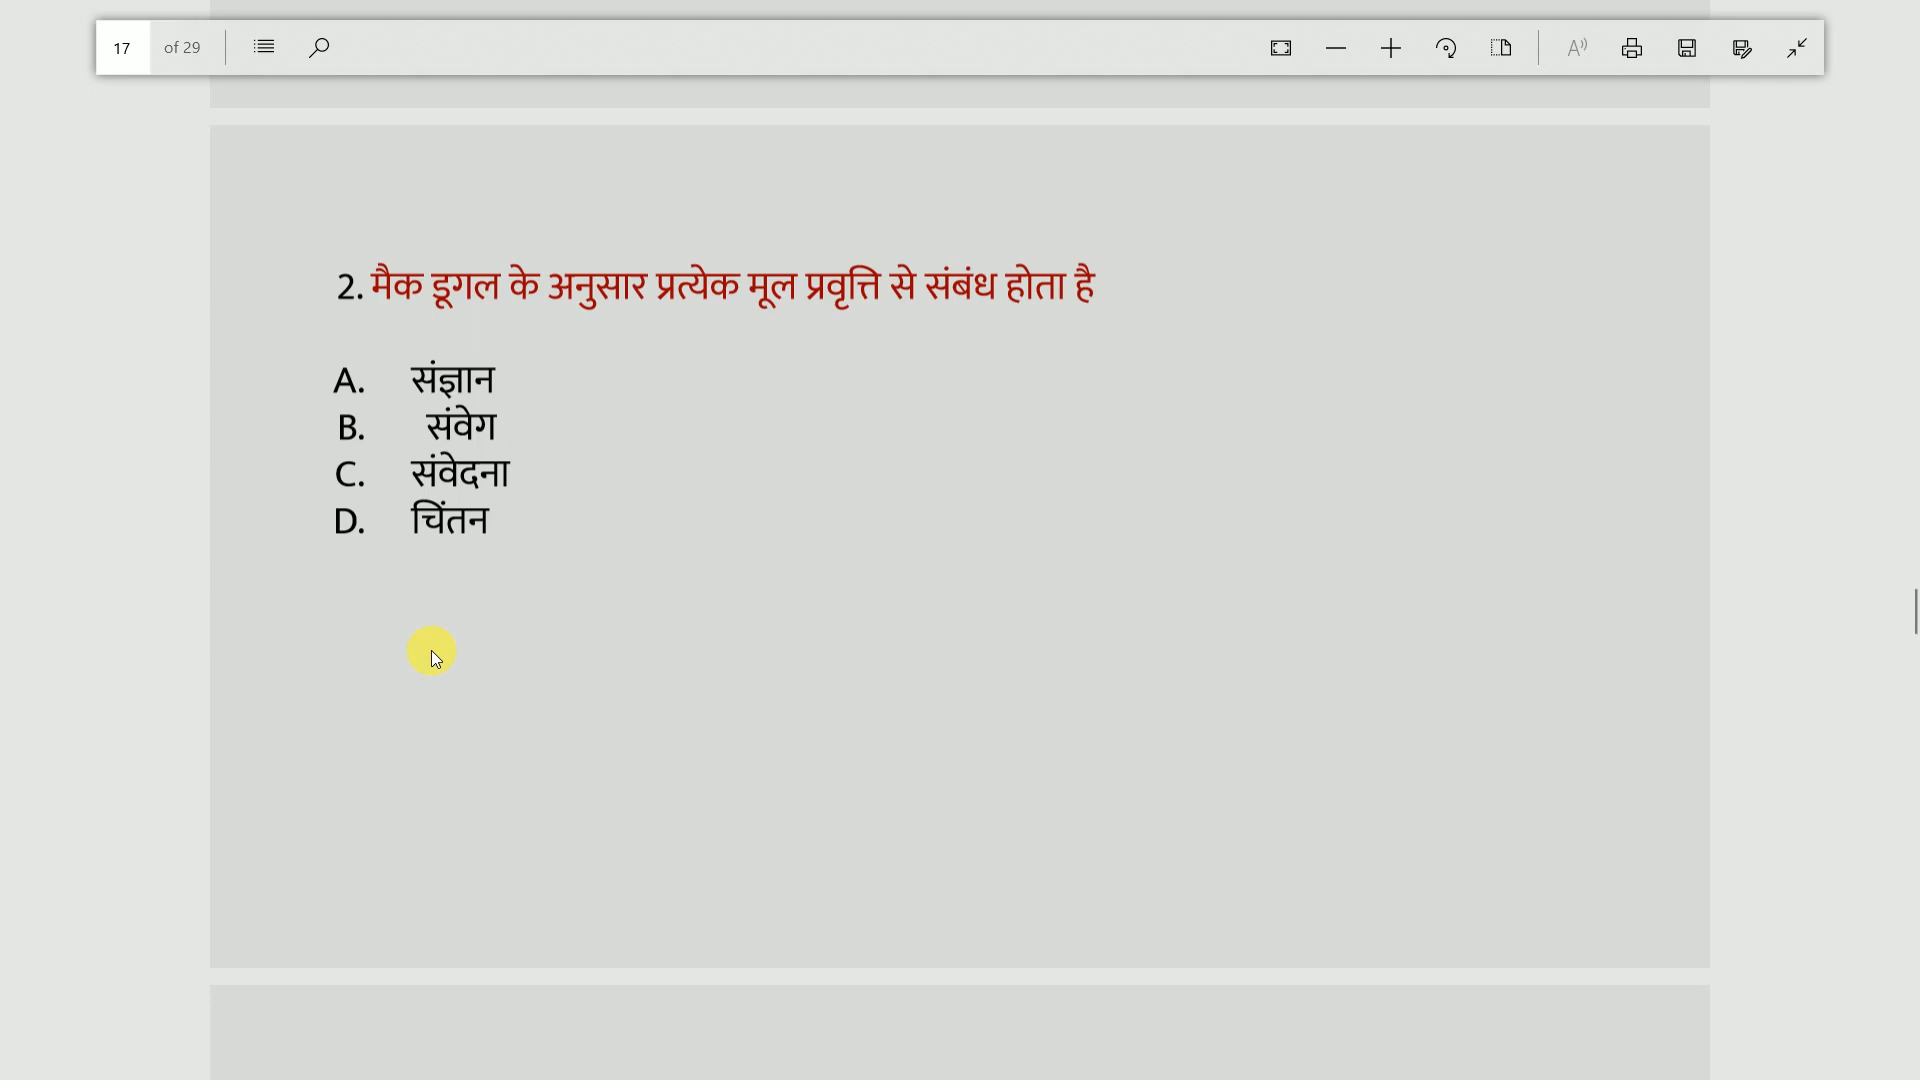 17 of 29
2. मैक डूगल के अनुसार प्रत्येक मूल प्रवृत्ति से संबंध होता है
A. संज्ञान
B. संवेग
C. संवेदना
D. चिंतन